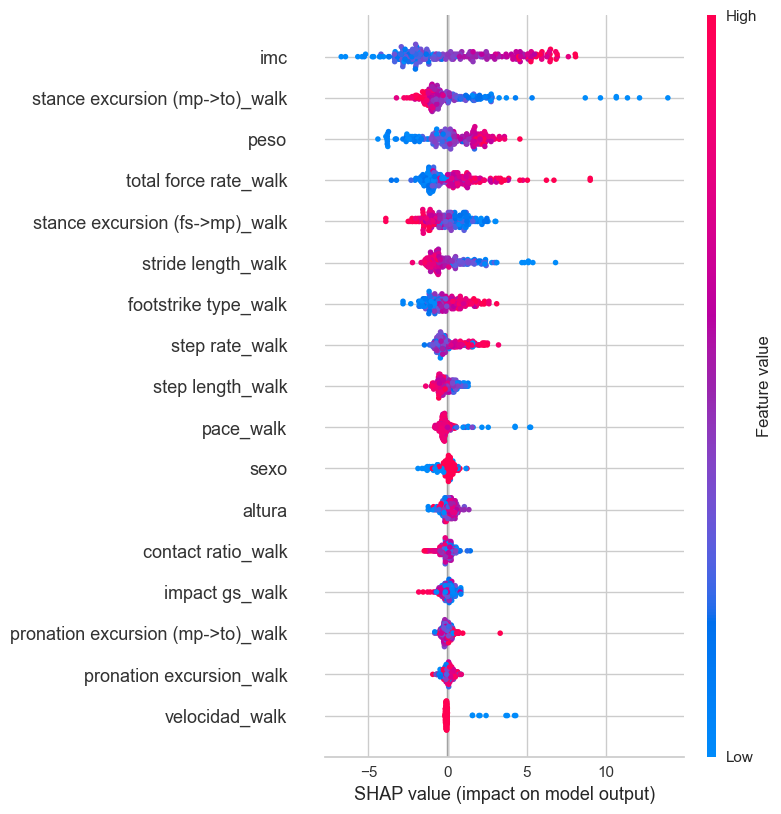 High
imc
stance excursion (mp->to)_walk
peso
total force rate_walk
stance excursion (fs->mp)_walk
stride length_walk
footstrike type_walk
step rate_walk
step length_walk
pace_walk
sexo
altura
contact ratio_walk
impact gs_walk
pronation excursion (mp->to)_walk
pronation excursion_walk
velocidad_walk
Feature value
Low
−5 0 5 10
SHAP value (impact on model output)